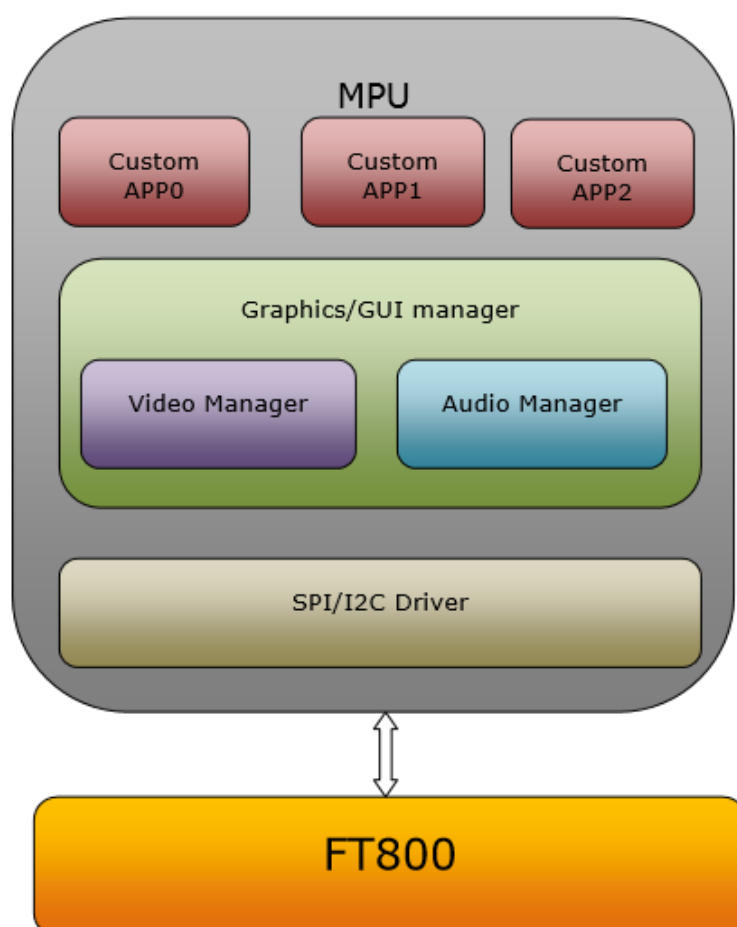 MPU
Custom
APP0
Custom
APP1
Custom
APP2
Graphics/GUI manager
Video Manager
Audio Manager
SPI/I2C Driver
FT800